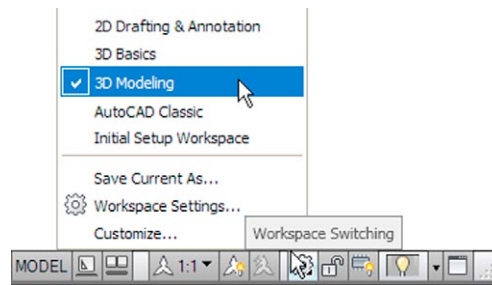 2D Drafting & Annotation
3D Basics
3D Modeling
AutoCAD Classic
Initial Setup Workspace
Save Current As...
Workspace Settings...
Customize...
Workspace Switching
MODEL 1:1